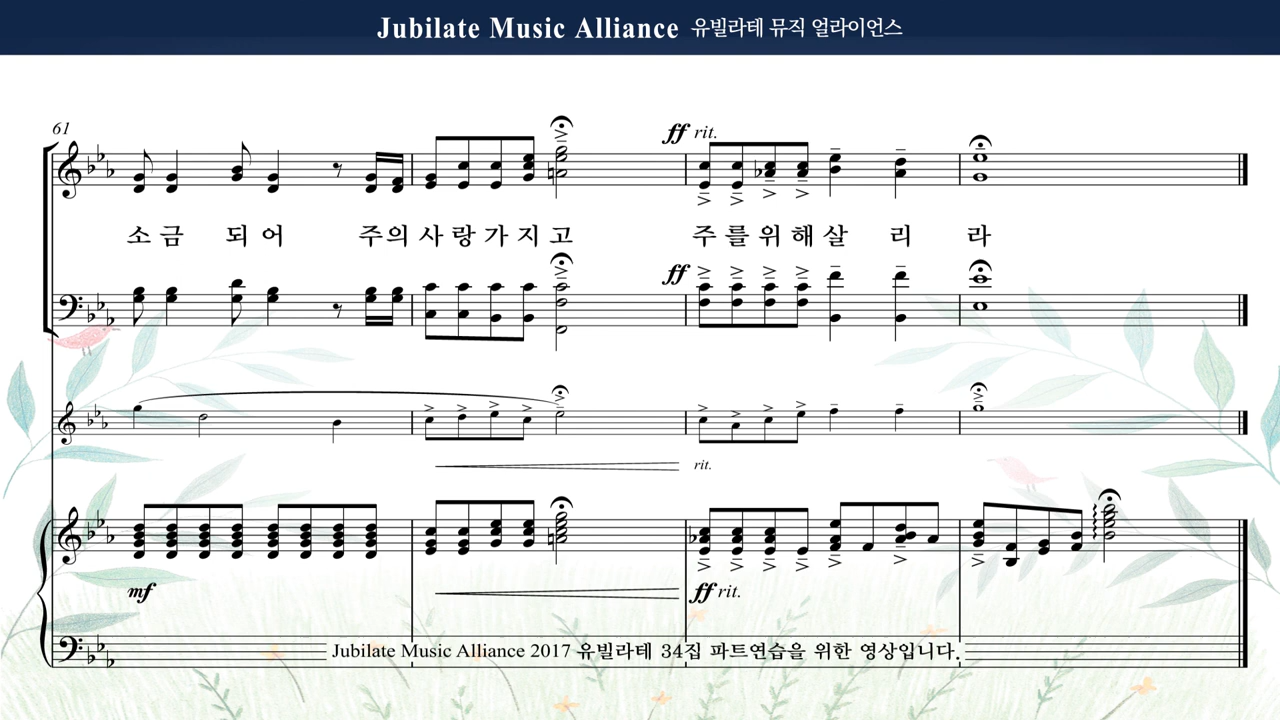 Jubilate Music Alliance 유빌라테 뮤직 얼라이언스
61
ff rit.
소금 되어 주의 사랑가지고 주를위해살 리 라
ff
rit.
mf ff rit.
Jubilate Music Alliance 2017 유빌라테 34집 파트연습을 위한 영상입니다.